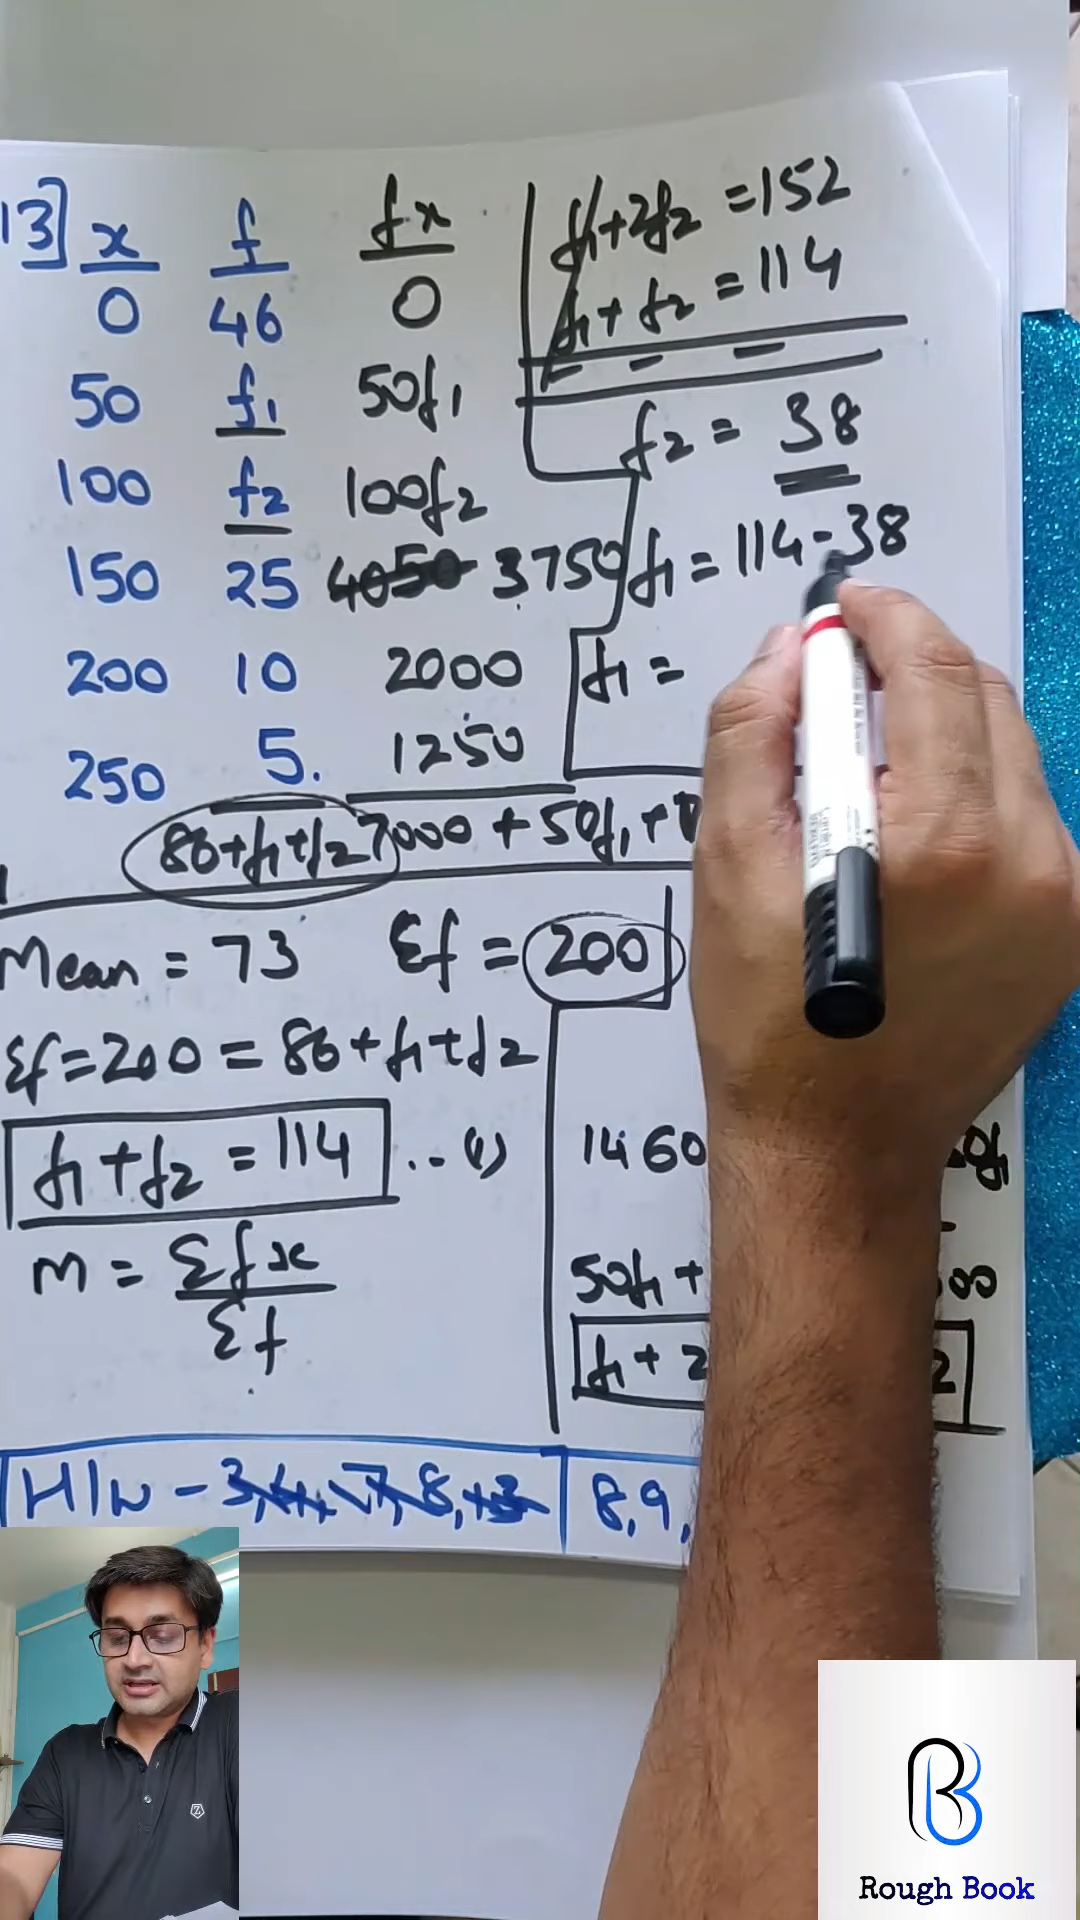 13] x f fx
0 46 0
50 f₁ 50f₁
100 f₂ 100f₂
150 25 4050 3750
200 10 2000
250 5. 1250
86+f₁+f₂ 7000 + 50f₁ +
f₁+2f₂ = 152
f₁+f₂ = 114
- - -
f₂ = 38
f₁ = 114-38
f₁ =
Mean = 73 Σf = 200
Σf = 200 = 86+f₁+f₂
f₁+f₂ = 114 ..(1)
m = Σfx
Σf
1460
50f₁ +
f₁ + 2
H/W - 3, 4, 7, 8, 13 8,9,
B
Rough Book